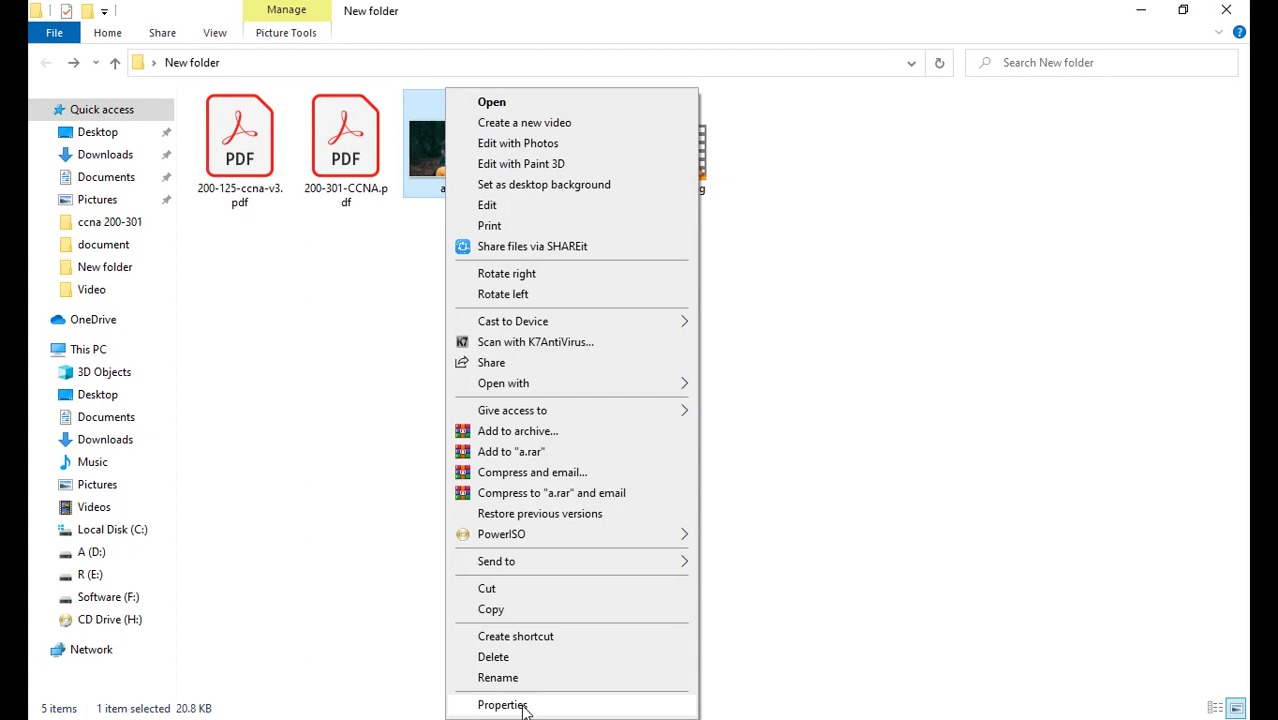 Manage
New folder
File
Home
Share
View
Picture Tools
New folder
Search New folder
Quick access
Desktop
Downloads
Documents
Pictures
ccna 200-301
document
New folder
Video
OneDrive
This PC
3D Objects
Desktop
Documents
Downloads
Music
Pictures
Videos
Local Disk (C:)
A (D:)
R (E:)
Software (F:)
CD Drive (H:)
Network
PDF
200-125-ccna-v3.
pdf
PDF
200-301-CCNA.p
df
a
g
Open
Create a new video
Edit with Photos
Edit with Paint 3D
Set as desktop background
Edit
Print
Share files via SHAREit
Rotate right
Rotate left
Cast to Device
K7 Scan with K7AntiVirus...
Share
Open with
Give access to
Add to archive...
Add to "a.rar"
Compress and email...
Compress to "a.rar" and email
Restore previous versions
PowerISO
Send to
Cut
Copy
Create shortcut
Delete
Rename
Properties
5 items
1 item selected 20.8 KB